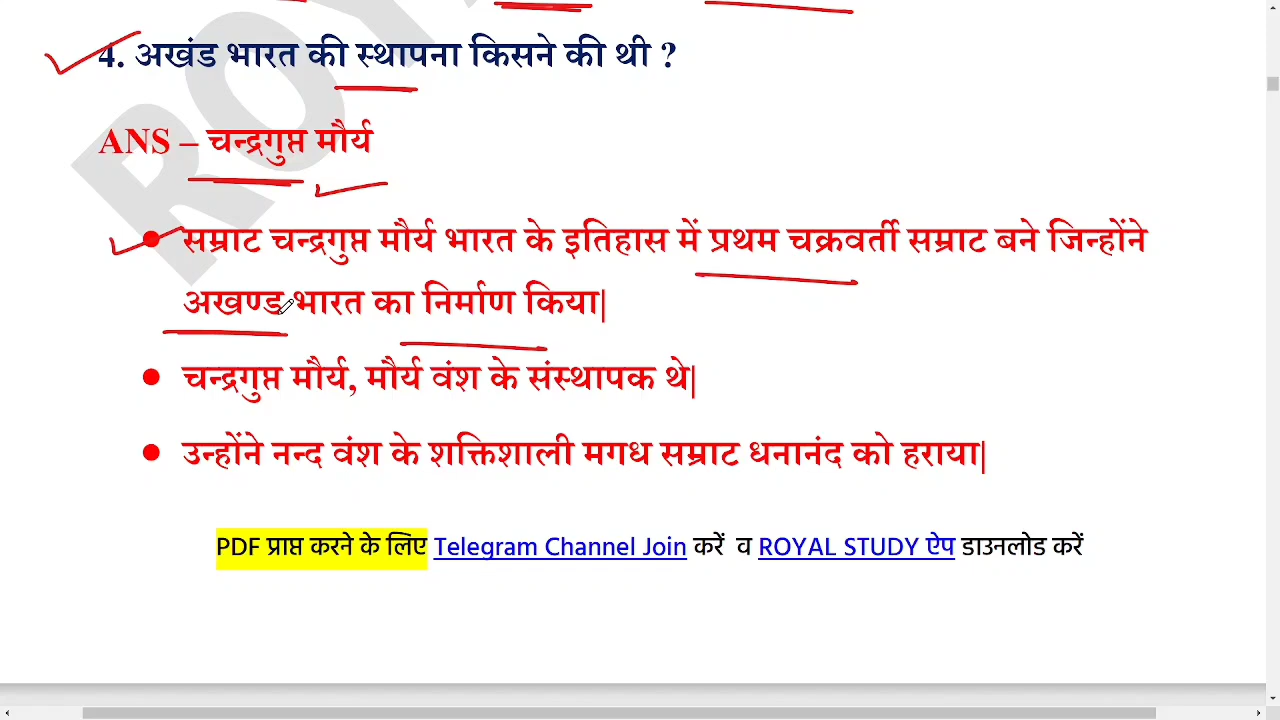 4. अखंड भारत की स्थापना किसने की थी ?
ANS – चन्द्रगुप्त मौर्य
• सम्राट चन्द्रगुप्त मौर्य भारत के इतिहास में प्रथम चक्रवर्ती सम्राट बने जिन्होंने
अखण्ड भारत का निर्माण किया|
• चन्द्रगुप्त मौर्य, मौर्य वंश के संस्थापक थे|
• उन्होंने नन्द वंश के शक्तिशाली मगध सम्राट धनानंद को हराया|
PDF प्राप्त करने के लिए Telegram Channel Join करें व ROYAL STUDY ऐप डाउनलोड करें